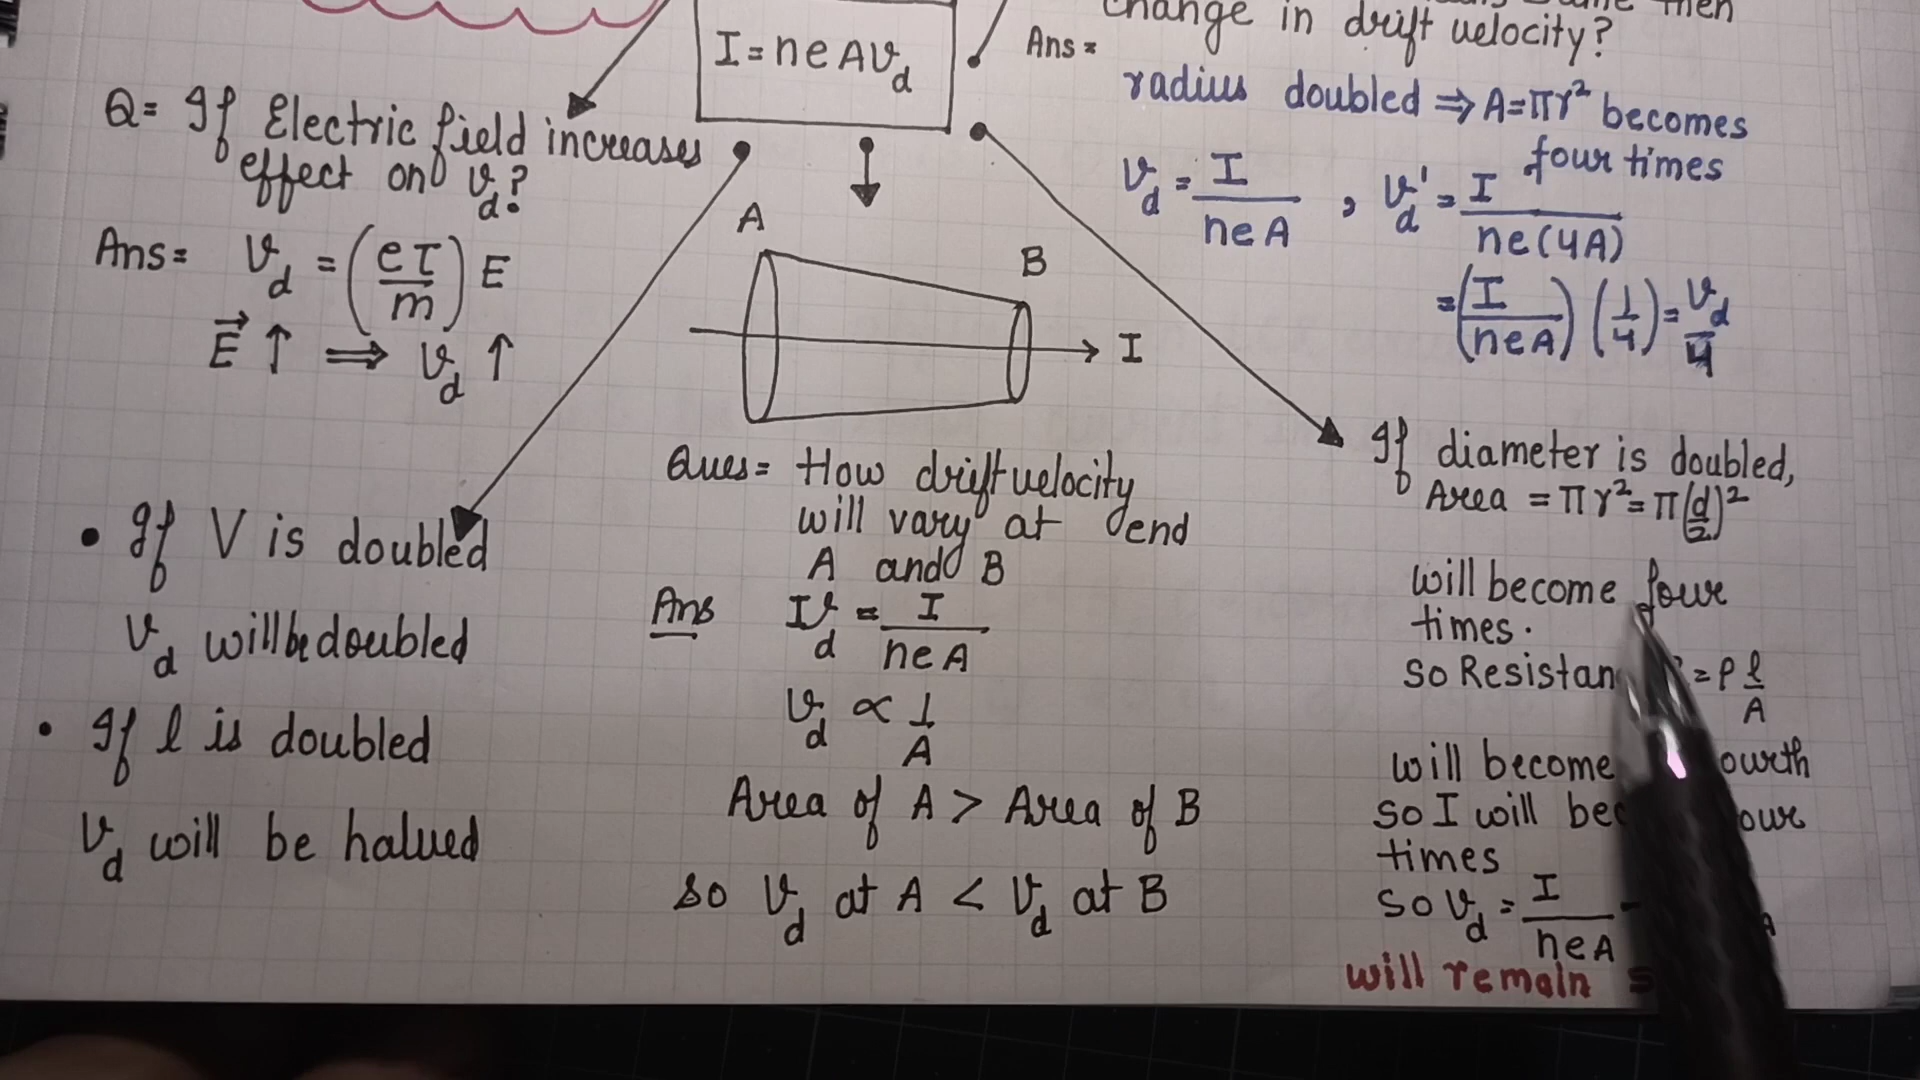 I = neAv_d
Q = If Electric field increases
effect on v_d?
Ans = v_d = (eτ/m) E
E⃗ ↑ ⟹ v_d ↑
• If V is doubled
v_d will be doubled
• If l is doubled
v_d will be halved
A
B
I
Ques = How drift velocity
will vary at end
A and B
Ans I v_d = I/neA
v_d ∝ 1/A
Area of A > Area of B
so v_d at A < v_d at B
then
change in drift velocity?
Ans =
radius doubled ⇒ A = πr² becomes
four times
v_d = I/neA , v_d' = I/ne(4A)
= (I/neA) (1/4) = v_d/4
If diameter is doubled,
Area = πr² = π(d/2)²
will become four
times.
so = ρ l/A
will become
so I will
times
so v_d = I/neA
will remain